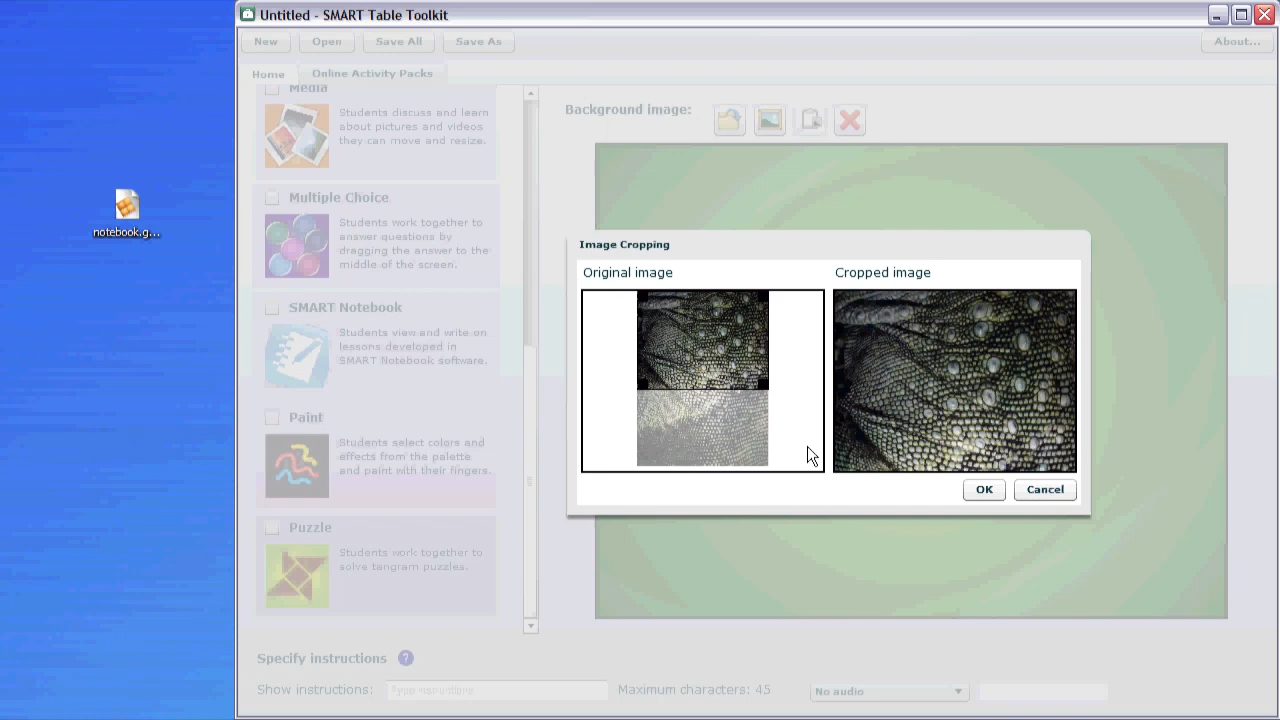 Untitled - SMART Table Toolkit
New
Open
Save All
Save As
About...
Home
Online Activity Packs
Media
Students discuss and learn
about pictures and videos
they can move and resize.
Multiple Choice
Students work together to
answer questions by
dragging the answer to the
middle of the screen.
SMART Notebook
Students view and write on
lessons developed in
SMART Notebook software.
Paint
Students select colors and
effects from the palette
and paint with their fingers.
Puzzle
Students work together to
solve tangram puzzles.
notebook.g...
Background image:
Image Cropping
Original image
Cropped image
OK
Cancel
Specify instructions
?
Show instructions:
Type instructions
Maximum characters: 45
No audio